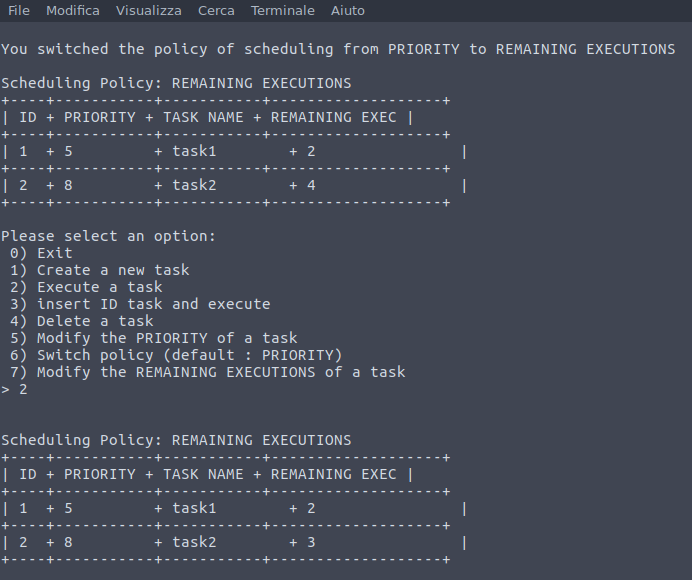 File Modifica Visualizza Cerca Terminale Aiuto
You switched the policy of scheduling from PRIORITY to REMAINING EXECUTIONS
Scheduling Policy: REMAINING EXECUTIONS
+----+-----------+-----------+-------------------+
| ID + PRIORITY + TASK NAME + REMAINING EXEC |
+----+-----------+-----------+-------------------+
| 1  + 5         + task1        + 2                |
+----+-----------+-----------+-------------------+
| 2  + 8         + task2        + 4                |
+----+-----------+-----------+-------------------+
Please select an option:
 0) Exit
 1) Create a new task
 2) Execute a task
 3) insert ID task and execute
 4) Delete a task
 5) Modify the PRIORITY of a task
 6) Switch policy (default : PRIORITY)
 7) Modify the REMAINING EXECUTIONS of a task
> 2
Scheduling Policy: REMAINING EXECUTIONS
+----+-----------+-----------+-------------------+
| ID + PRIORITY + TASK NAME + REMAINING EXEC |
+----+-----------+-----------+-------------------+
| 1  + 5         + task1        + 2                |
+----+-----------+-----------+-------------------+
| 2  + 8         + task2        + 3                |
+----+-----------+-----------+-------------------+